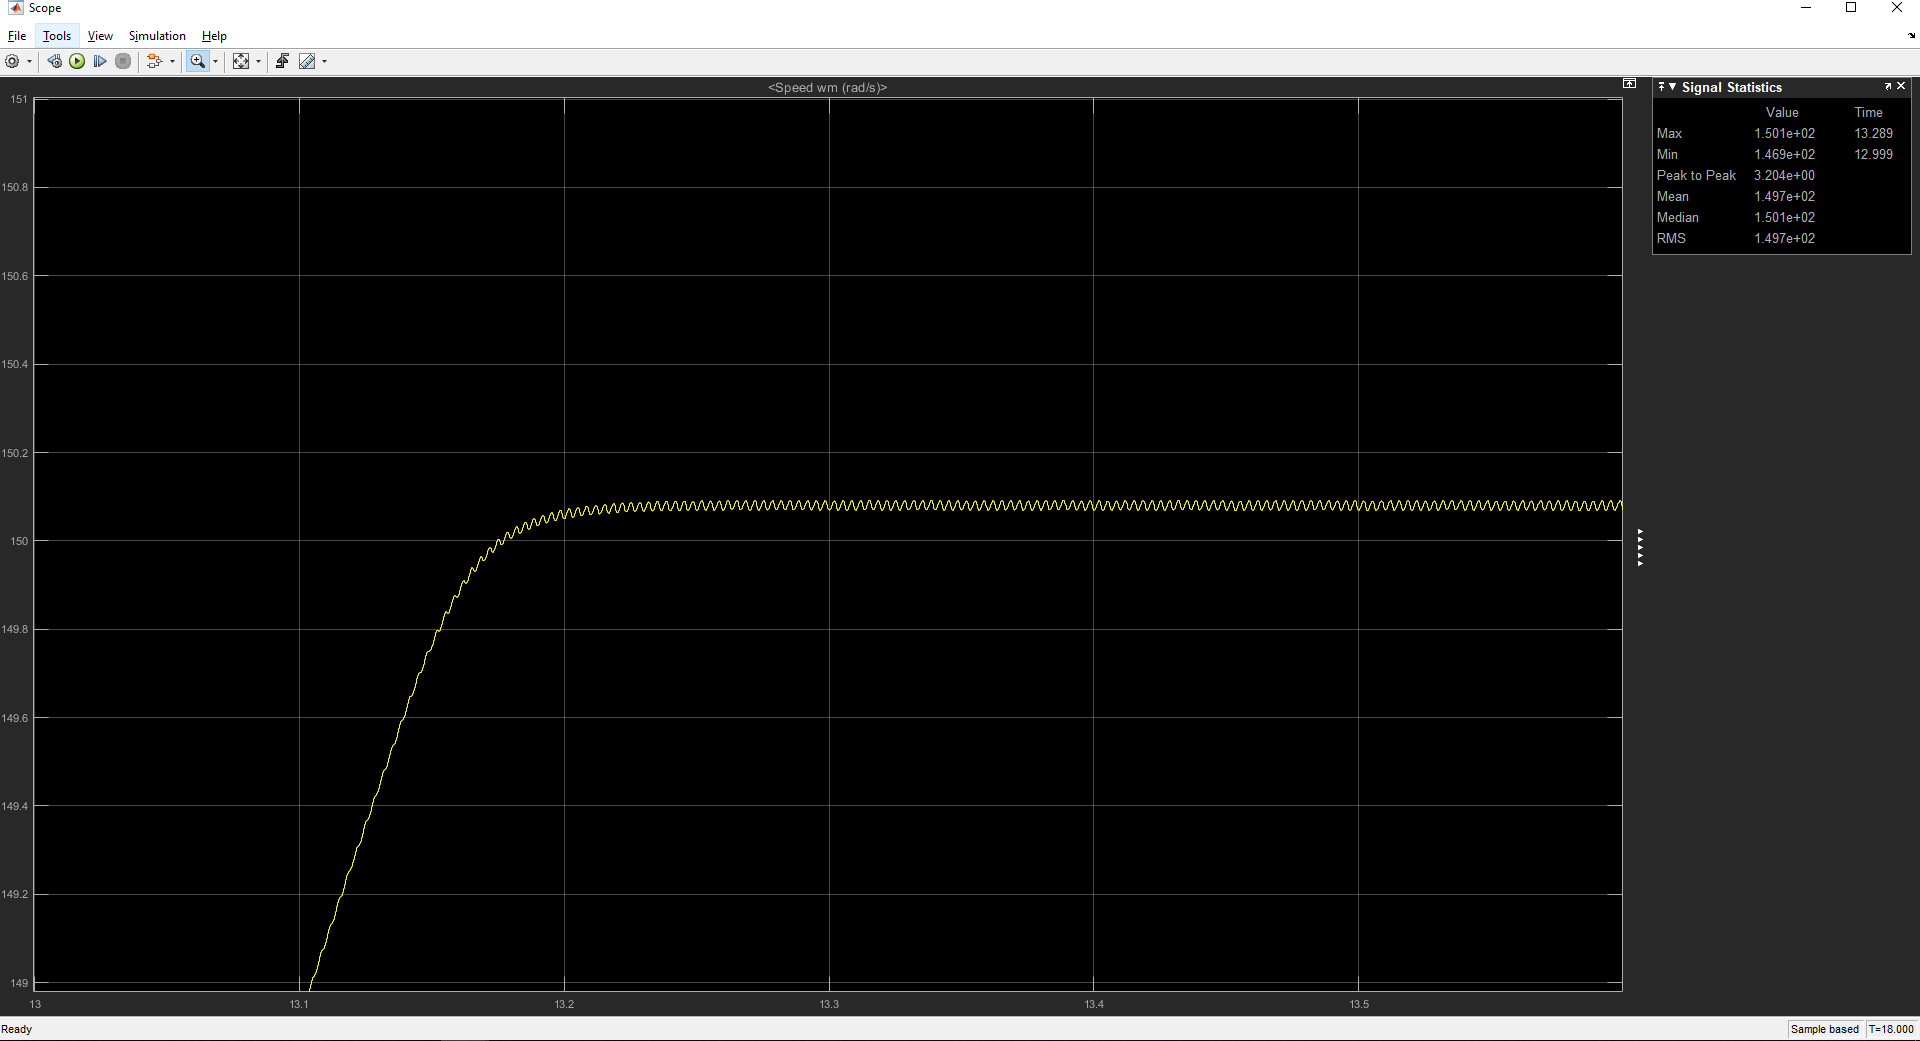 Scope
File Tools View Simulation Help
<Speed wm (rad/s)>
151
150.8
150.6
150.4
150.2
150
149.8
149.6
149.4
149.2
149
13 13.1 13.2 13.3 13.4 13.5
Signal Statistics
Value Time
Max 1.501e+02 13.289
Min 1.469e+02 12.999
Peak to Peak 3.204e+00
Mean 1.497e+02
Median 1.501e+02
RMS 1.497e+02
Ready Sample based T=18.000